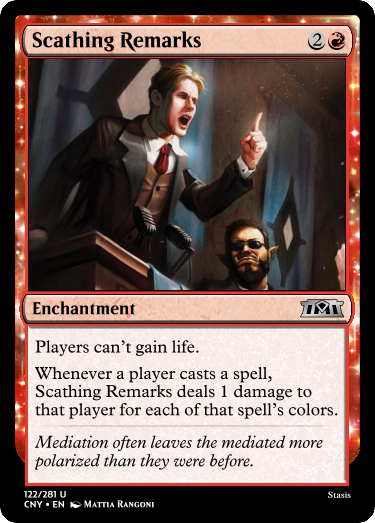 Scathing Remarks 2
Enchantment
Players can't gain life.
Whenever a player casts a spell,
Scathing Remarks deals 1 damage to
that player for each of that spell's colors.
Mediation often leaves the mediated more
polarized than they were before.
122/281 U
Stasis
CNY • EN Mattia Rangoni